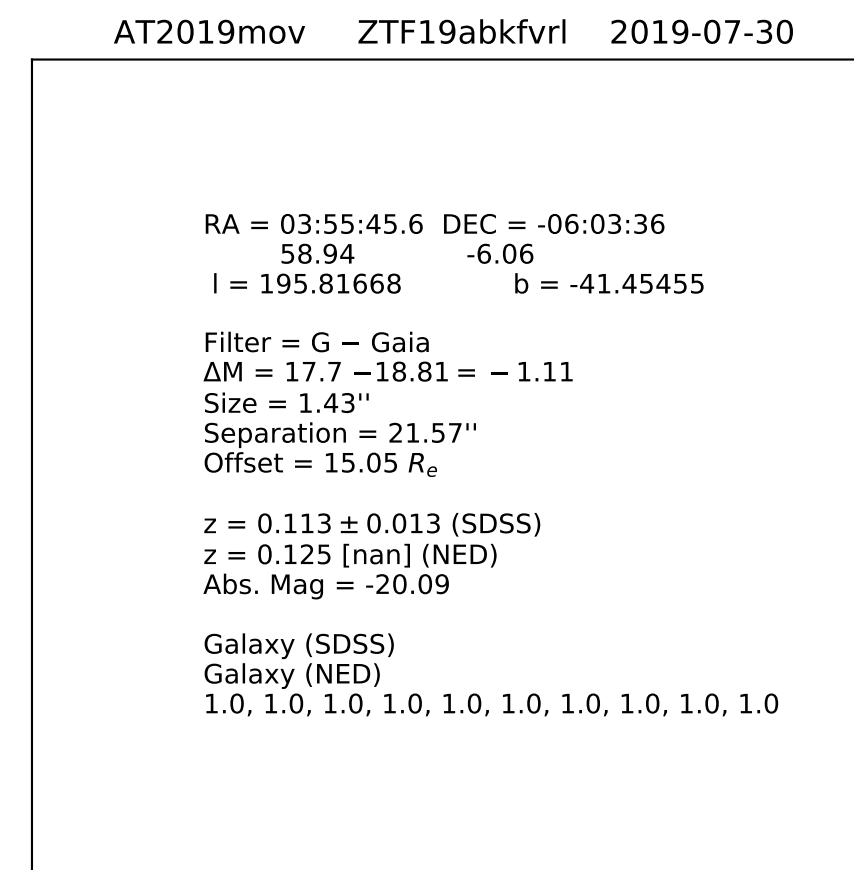 AT2019mov ZTF19abkfvrl 2019-07-30
RA = 03:55:45.6 DEC = -06:03:36
58.94 -6.06
l = 195.81668 b = -41.45455
Filter = G − Gaia
ΔM = 17.7 −18.81 = − 1.11
Size = 1.43''
Separation = 21.57''
Offset = 15.05 Re
z = 0.113 ± 0.013 (SDSS)
z = 0.125 [nan] (NED)
Abs. Mag = -20.09
Galaxy (SDSS)
Galaxy (NED)
1.0, 1.0, 1.0, 1.0, 1.0, 1.0, 1.0, 1.0, 1.0, 1.0